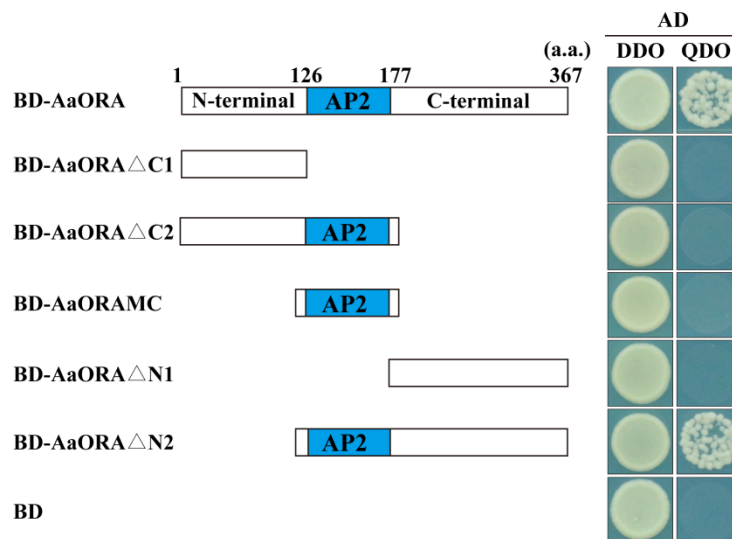 AD
(a.a.) DDO QDO
1 126 177 367
BD-AaORA N-terminal AP2 C-terminal
BD-AaORA△C1
BD-AaORA△C2 AP2
BD-AaORAMC AP2
BD-AaORA△N1
BD-AaORA△N2 AP2
BD